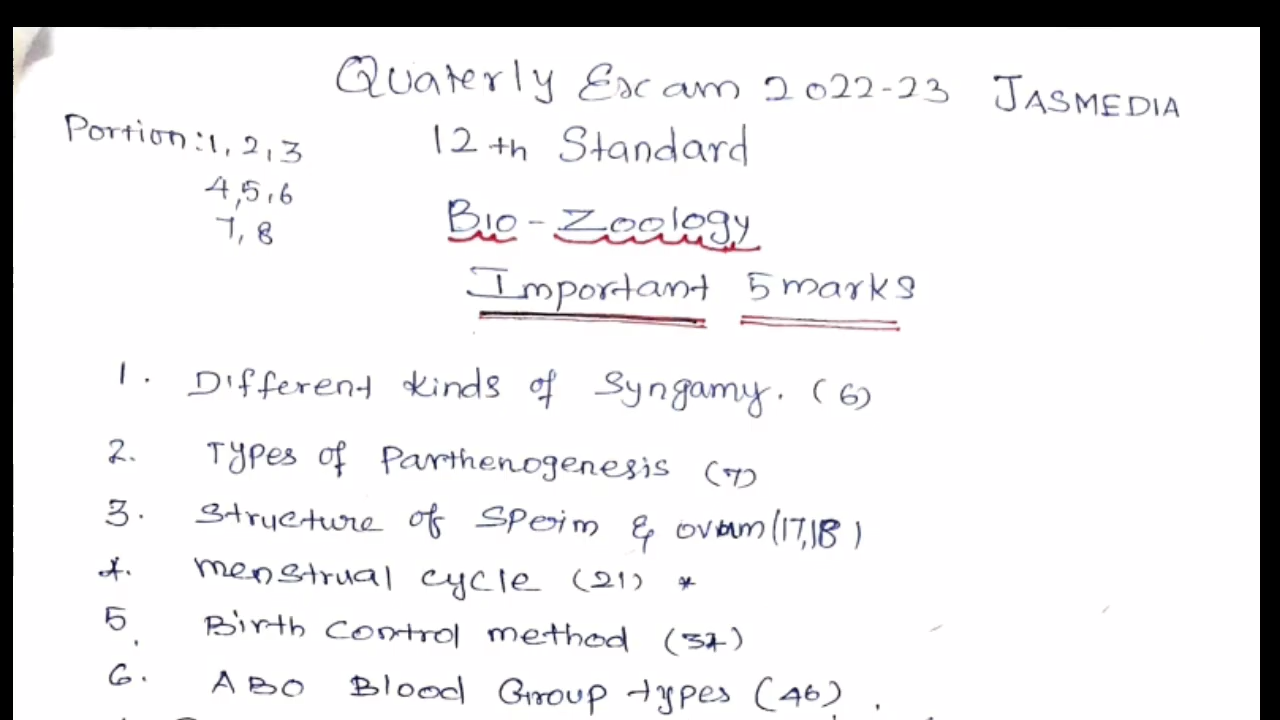 Quaterly Exam 2022-23 JASMEDIA
Portion: 1, 2, 3
12th Standard
4, 5, 6
7, 8
Bio-Zoology
Important 5 marks
1. Different kinds of Syngamy. (6)
2. Types of Parthenogenesis (7)
3. Structure of Sperm & ovum (17,18)
4. menstrual cycle (21) *
5. Birth control method (37)
6. ABO Blood Group types (46).